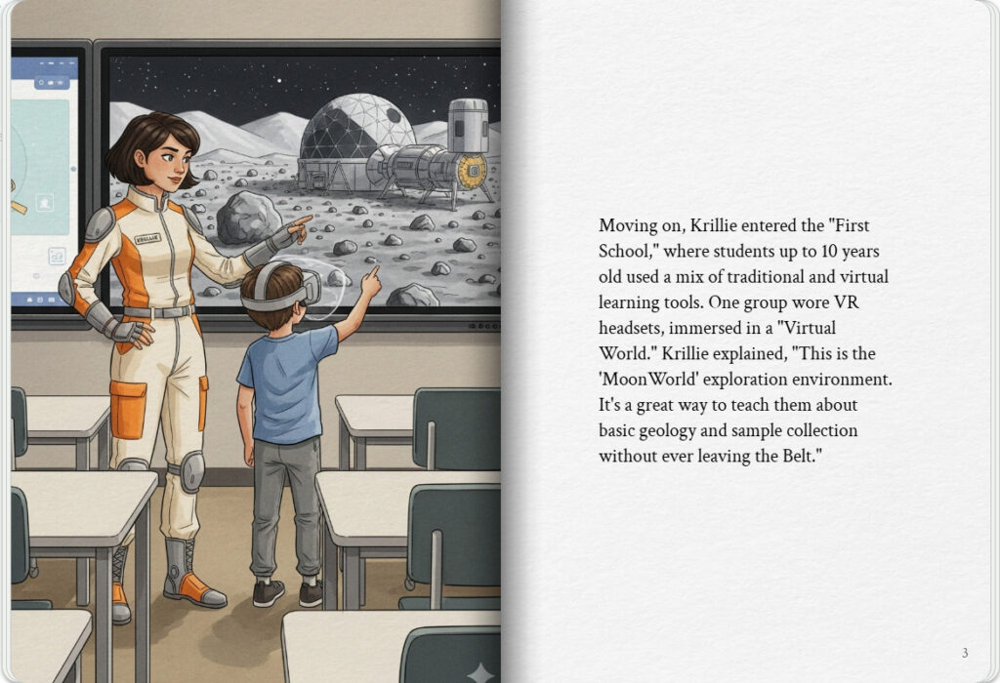 KRILLIE
Moving on, Krillie entered the "First
School," where students up to 10 years
old used a mix of traditional and virtual
learning tools. One group wore VR
headsets, immersed in a "Virtual
World." Krillie explained, "This is the
'MoonWorld' exploration environment.
It's a great way to teach them about
basic geology and sample collection
without ever leaving the Belt."
3